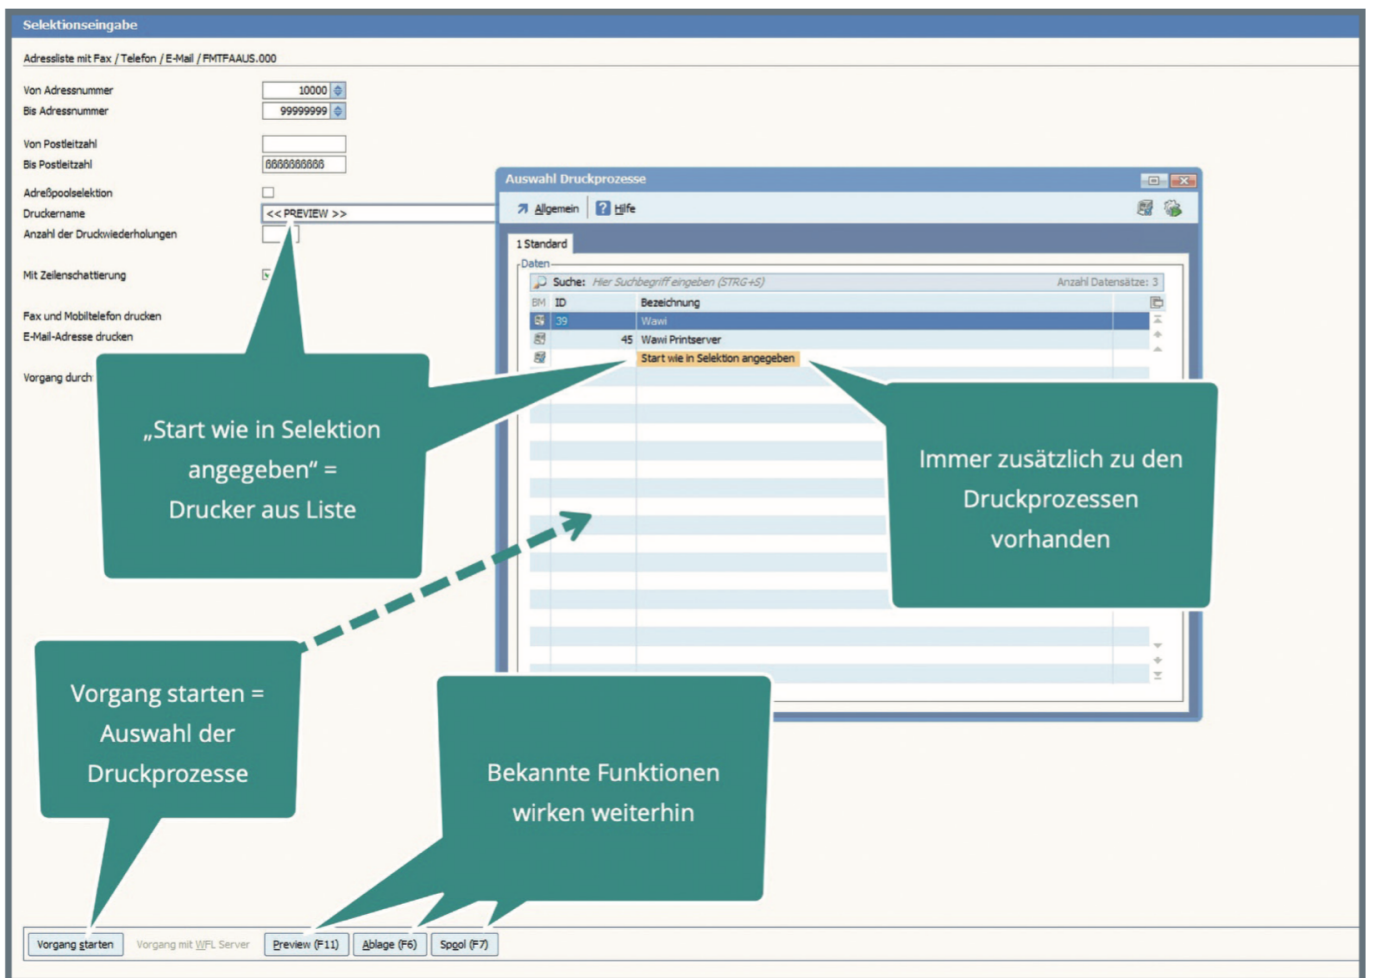 Selektionseingabe
Adressliste mit Fax / Telefon / E-Mail / FMTFAAUS.000
Von Adressnummer 10000
Bis Adressnummer 99999999
Von Postleitzahl
Bis Postleitzahl ßßßßßßßßßß
Adreßpoolselektion
Druckername << PREVIEW >>
Anzahl der Druckwiederholungen
Mit Zeilenschattierung
Fax und Mobiltelefon drucken
E-Mail-Adresse drucken
Vorgang durch
Auswahl Druckprozesse
Allgemein ? Hilfe
1 Standard
Daten
Suche: Hier Suchbegriff eingeben (STRG+S) Anzahl Datensätze: 3
BM ID Bezeichnung
39 Wawi
45 Wawi Printserver
Start wie in Selektion angegeben
„Start wie in Selektion
angegeben“ =
Drucker aus Liste
Immer zusätzlich zu den
Druckprozessen
vorhanden
Vorgang starten =
Auswahl der
Druckprozesse
Bekannte Funktionen
wirken weiterhin
Vorgang starten Vorgang mit WFL Server Preview (F11) Ablage (F6) Spool (F7)